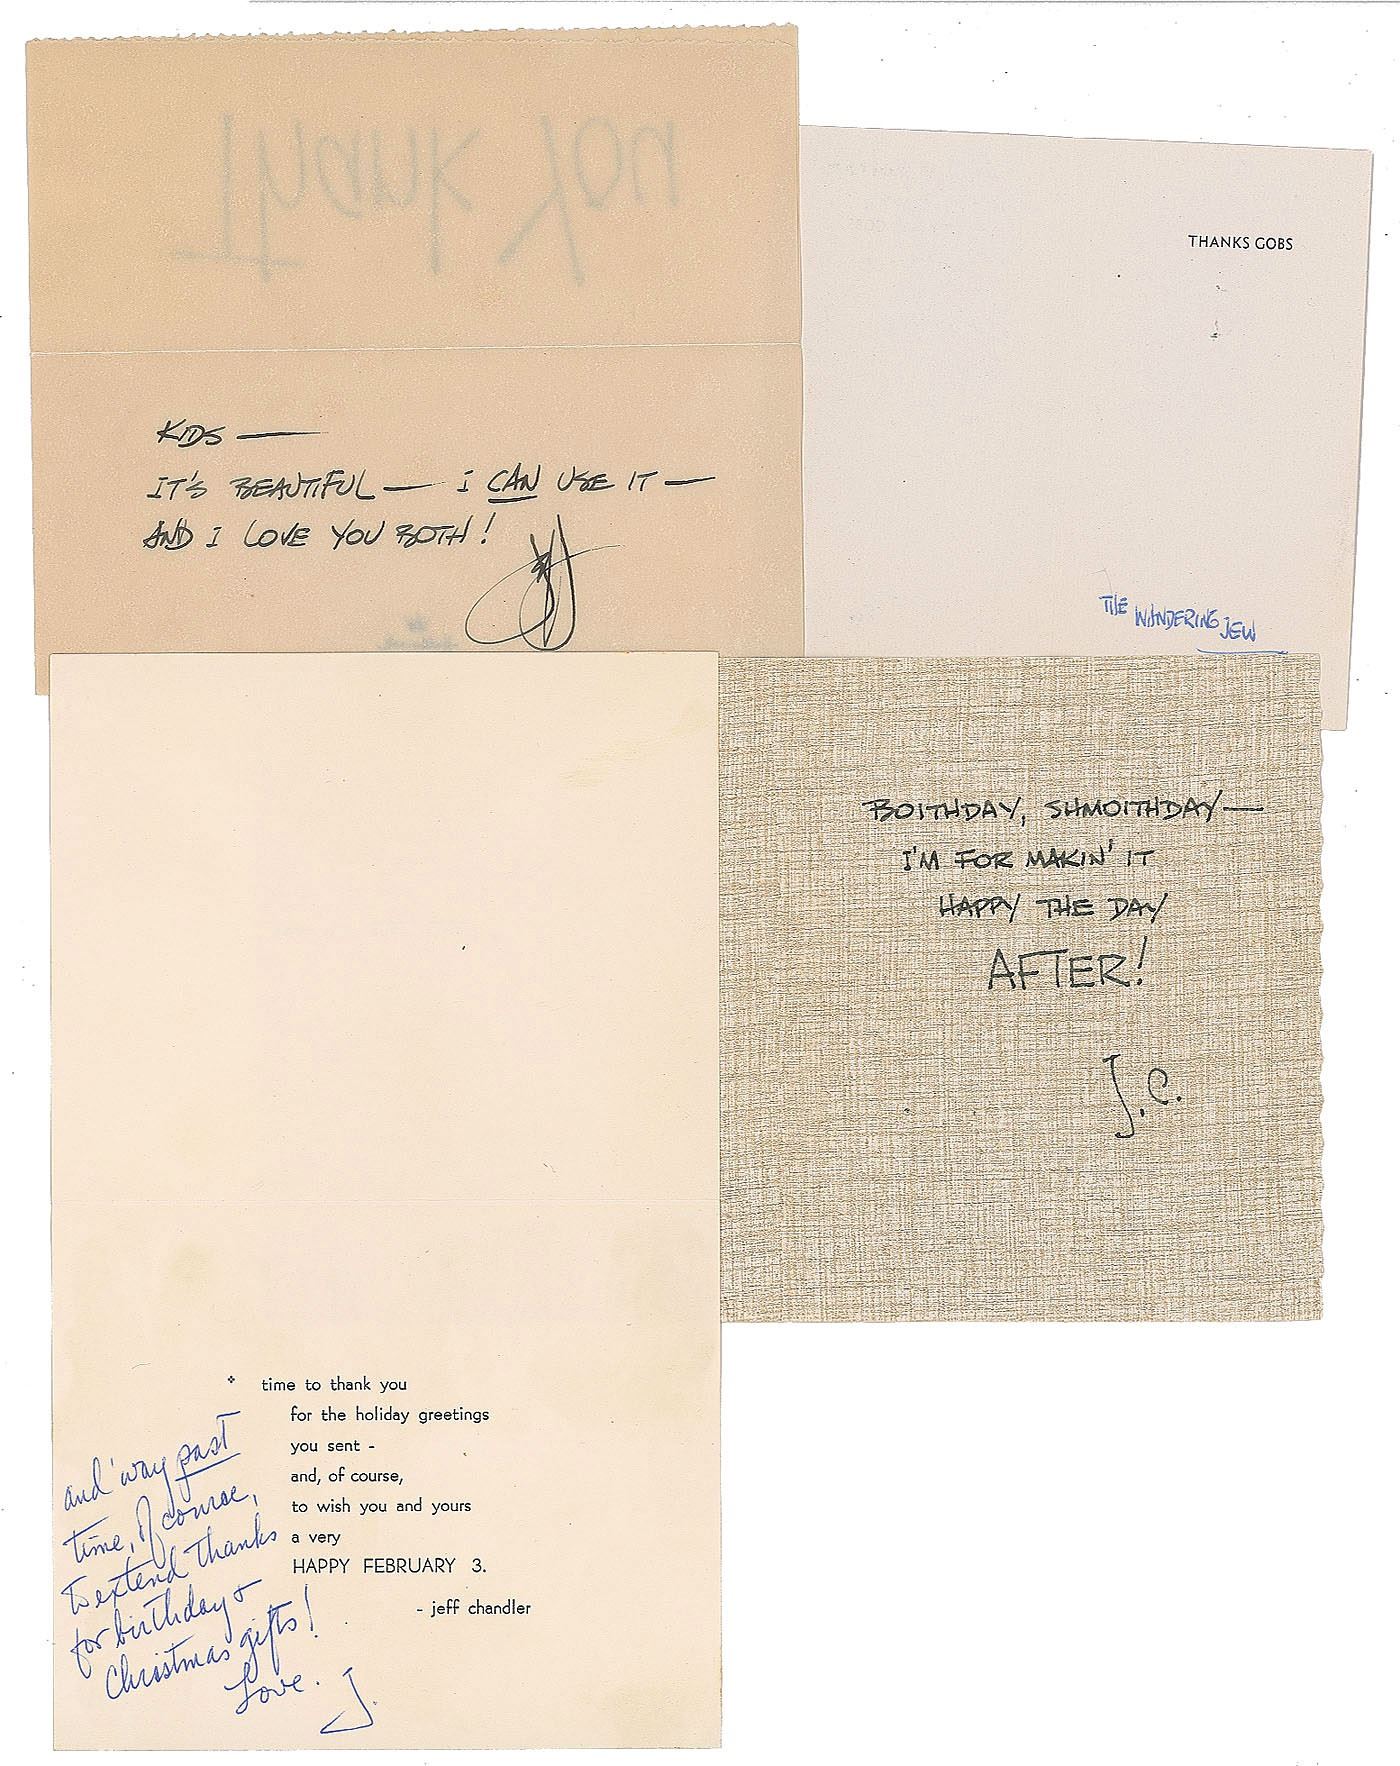 Thank You
KIDS —
IT'S BEAUTIFUL — I CAN USE IT —
AND I LOVE YOU BOTH!
THANKS GOBS
THE WANDERING JEW
BOITHDAY, SHMOITHDAY —
I'M FOR MAKIN' IT
HAPPY THE DAY
AFTER!
J.C.
* time to thank you
for the holiday greetings
you sent -
and, of course,
to wish you and yours
a very
HAPPY FEBRUARY 3.
- jeff chandler
and 'way past
time, of course,
to extend thanks
for birthday &
Christmas gifts!
Love.
J.